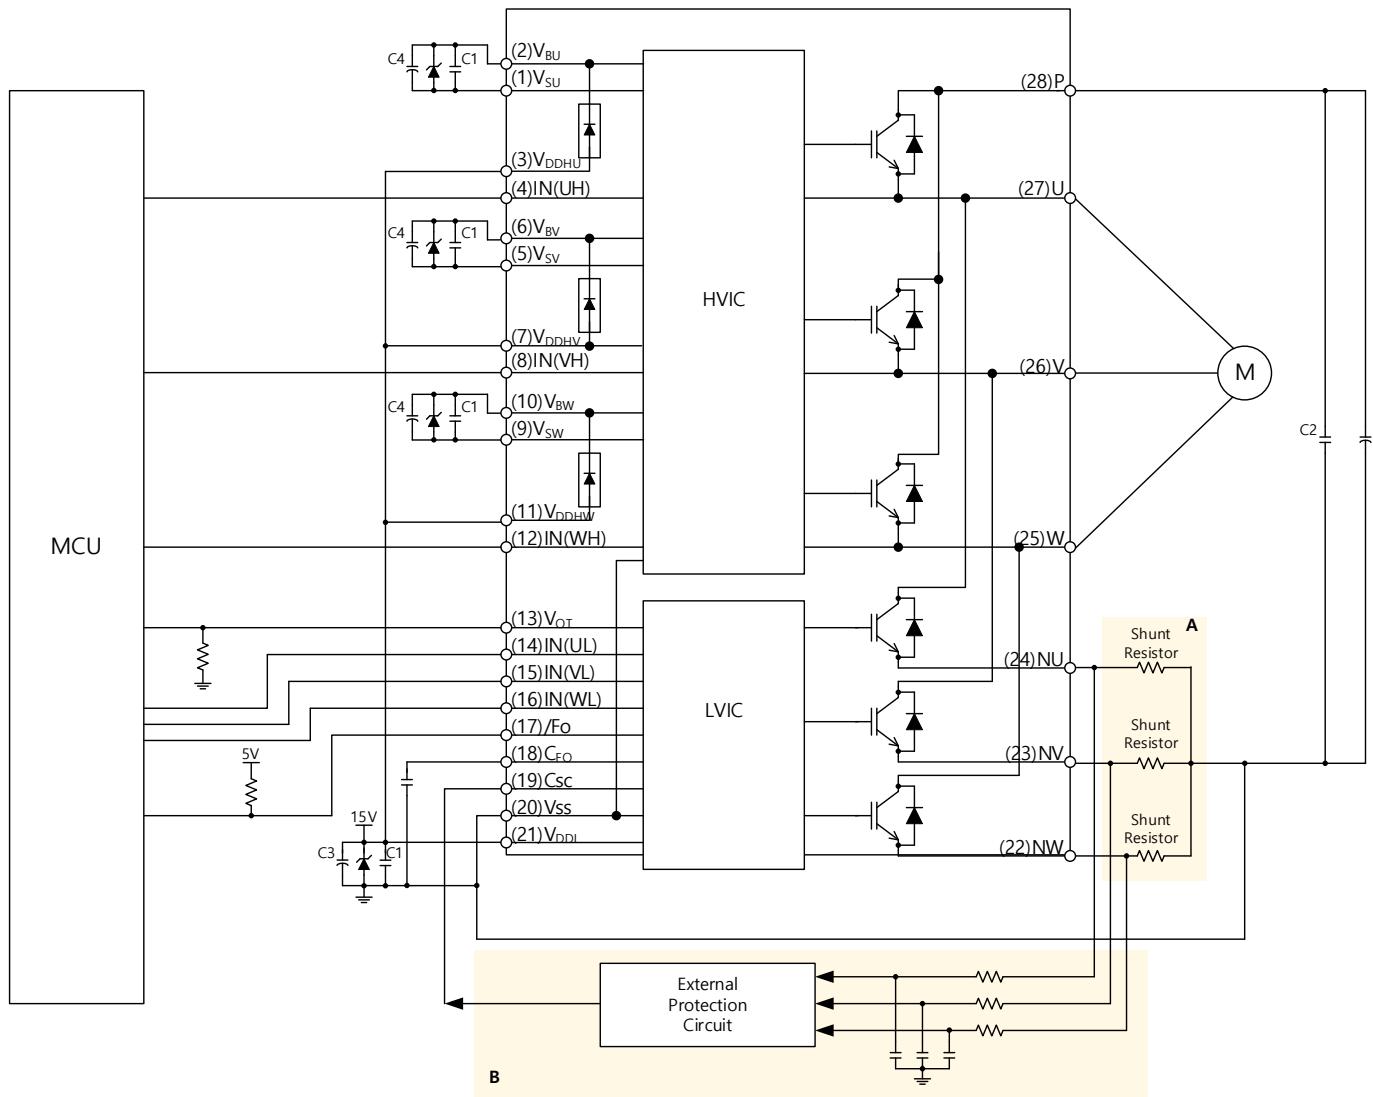 C4
C1
(2)VBU
(1)VSU
(3)VDDHU
(4)IN(UH)
C4
C1
(6)VBV
(5)VSV
(7)VDDHV
(8)IN(VH)
C4
C1
(10)VBW
(9)VSW
(11)VDDHW
(12)IN(WH)
(13)VOT
(14)IN(UL)
(15)IN(VL)
(16)IN(WL)
(17)/Fo
(18)CFO
(19)Csc
(20)Vss
(21)VDDL
MCU
5V
15V
C3
C1
HVIC
LVIC
(28)P
(27)U
(26)V
(25)W
(24)NU
(23)NV
(22)NW
M
C2
A
Shunt
Resistor
Shunt
Resistor
Shunt
Resistor
External
Protection
Circuit
B